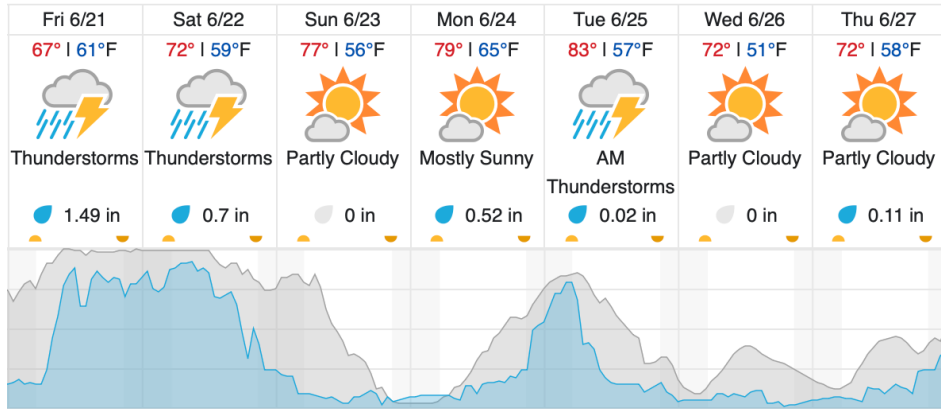 Fri 6/21 Sat 6/22 Sun 6/23 Mon 6/24 Tue 6/25 Wed 6/26 Thu 6/27
67° | 61°F 72° | 59°F 77° | 56°F 79° | 65°F 83° | 57°F 72° | 51°F 72° | 58°F
Thunderstorms Thunderstorms Partly Cloudy Mostly Sunny AM Partly Cloudy Partly Cloudy
Thunderstorms
1.49 in 0.7 in 0 in 0.52 in 0.02 in 0 in 0.11 in